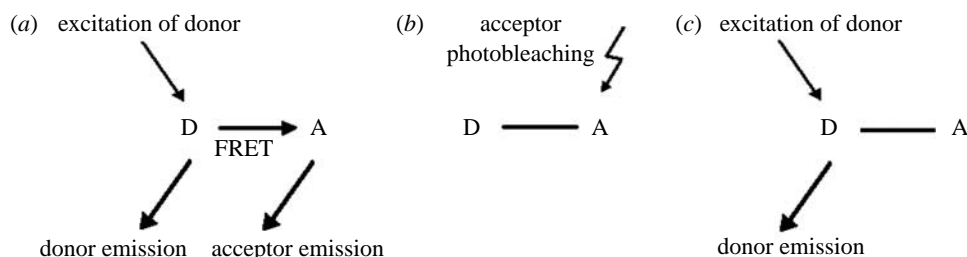 (a) excitation of donor
D
A
FRET
donor emission
acceptor emission
(b) acceptor
photobleaching
D
A
(c) excitation of donor
D
A
donor emission